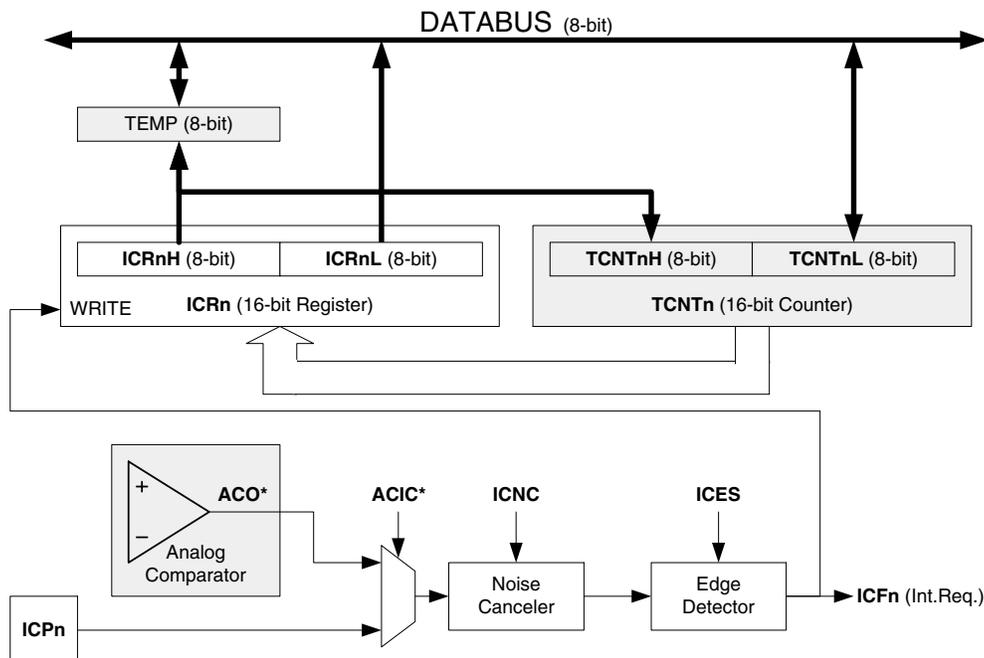 DATABUS (8-bit)
TEMP (8-bit)
ICRnH (8-bit)
ICRnL (8-bit)
TCNTnH (8-bit)
TCNTnL (8-bit)
WRITE
ICRn (16-bit Register)
TCNTn (16-bit Counter)
+
ACO*
ACIC*
ICNC
ICES
−
Analog
Comparator
Noise
Canceler
Edge
Detector
ICFn (Int.Req.)
ICPn